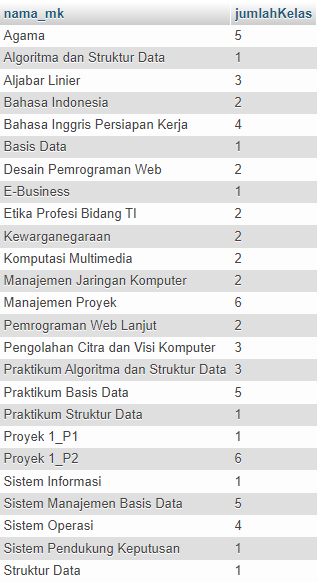 nama_mk jumlahKelas
Agama 5
Algoritma dan Struktur Data 1
Aljabar Linier 3
Bahasa Indonesia 2
Bahasa Inggris Persiapan Kerja 4
Basis Data 1
Desain Pemrograman Web 2
E-Business 1
Etika Profesi Bidang TI 2
Kewarganegaraan 2
Komputasi Multimedia 2
Manajemen Jaringan Komputer 2
Manajemen Proyek 6
Pemrograman Web Lanjut 2
Pengolahan Citra dan Visi Komputer 3
Praktikum Algoritma dan Struktur Data 3
Praktikum Basis Data 5
Praktikum Struktur Data 1
Proyek 1_P1 1
Proyek 1_P2 6
Sistem Informasi 1
Sistem Manajemen Basis Data 5
Sistem Operasi 4
Sistem Pendukung Keputusan 1
Struktur Data 1